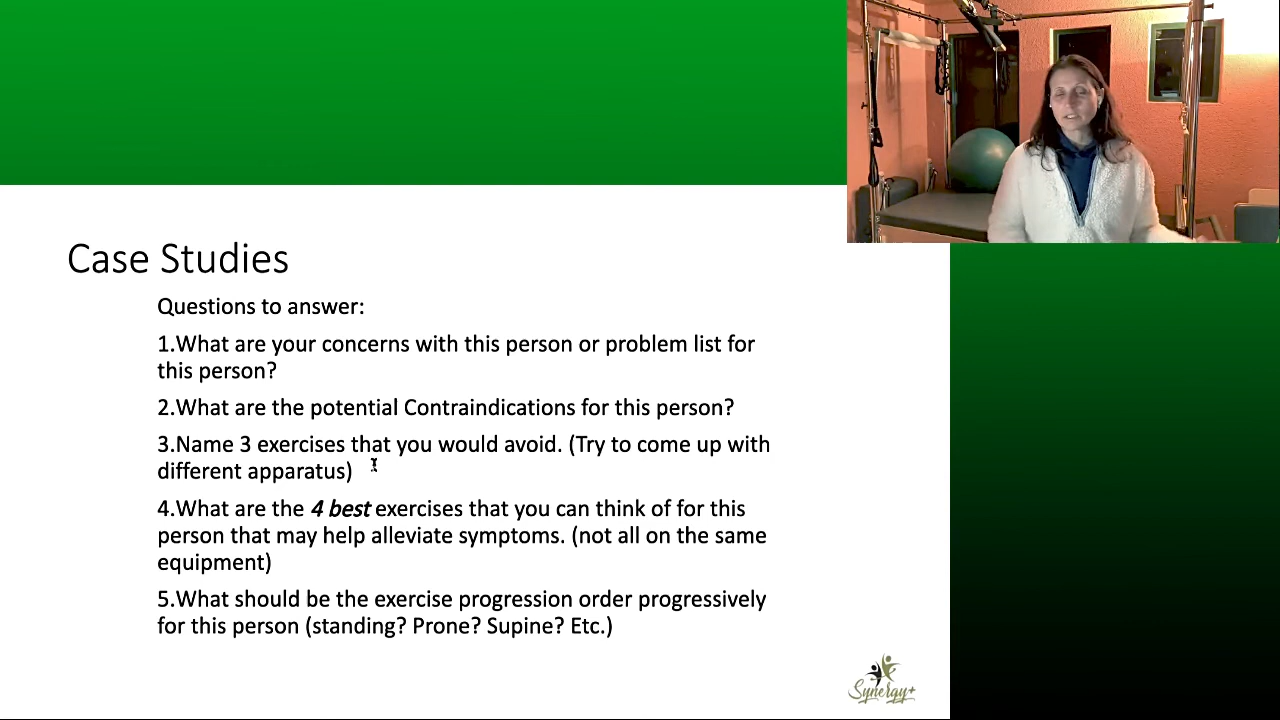 Case Studies
Questions to answer:
1.What are your concerns with this person or problem list for
this person?
2.What are the potential Contraindications for this person?
3.Name 3 exercises that you would avoid. (Try to come up with
different apparatus)
4.What are the 4 best exercises that you can think of for this
person that may help alleviate symptoms. (not all on the same
equipment)
5.What should be the exercise progression order progressively
for this person (standing? Prone? Supine? Etc.)
Synergy+